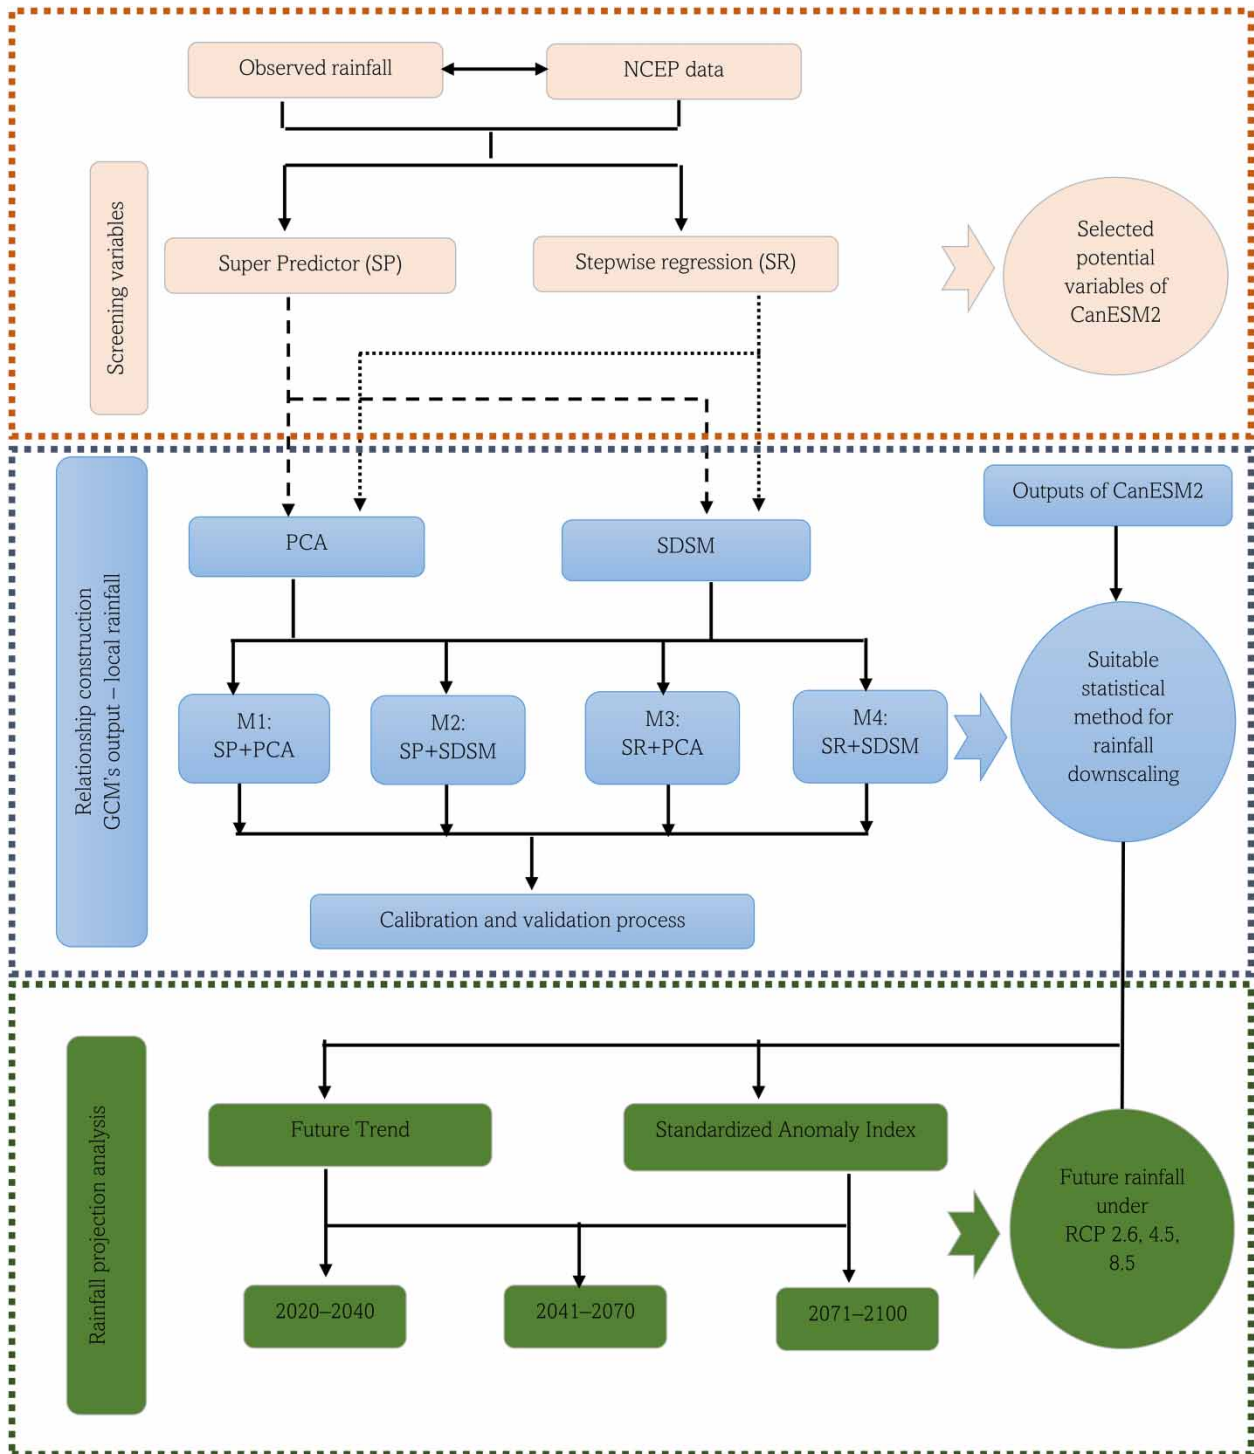 Observed rainfall
NCEP data
Screening variables
Super Predictor (SP)
Stepwise regression (SR)
Selected
potential
variables of
CanESM2
Relationship construction
GCM's output – local rainfall
PCA
SDSM
Outputs of CanESM2
M1:
SP+PCA
M2:
SP+SDSM
M3:
SR+PCA
M4:
SR+SDSM
Suitable
statistical
method for
rainfall
downscaling
Calibration and validation process
Rainfall projection analysis
Future Trend
Standardized Anomaly Index
Future rainfall
under
RCP 2.6, 4.5,
8.5
2020–2040
2041–2070
2071–2100